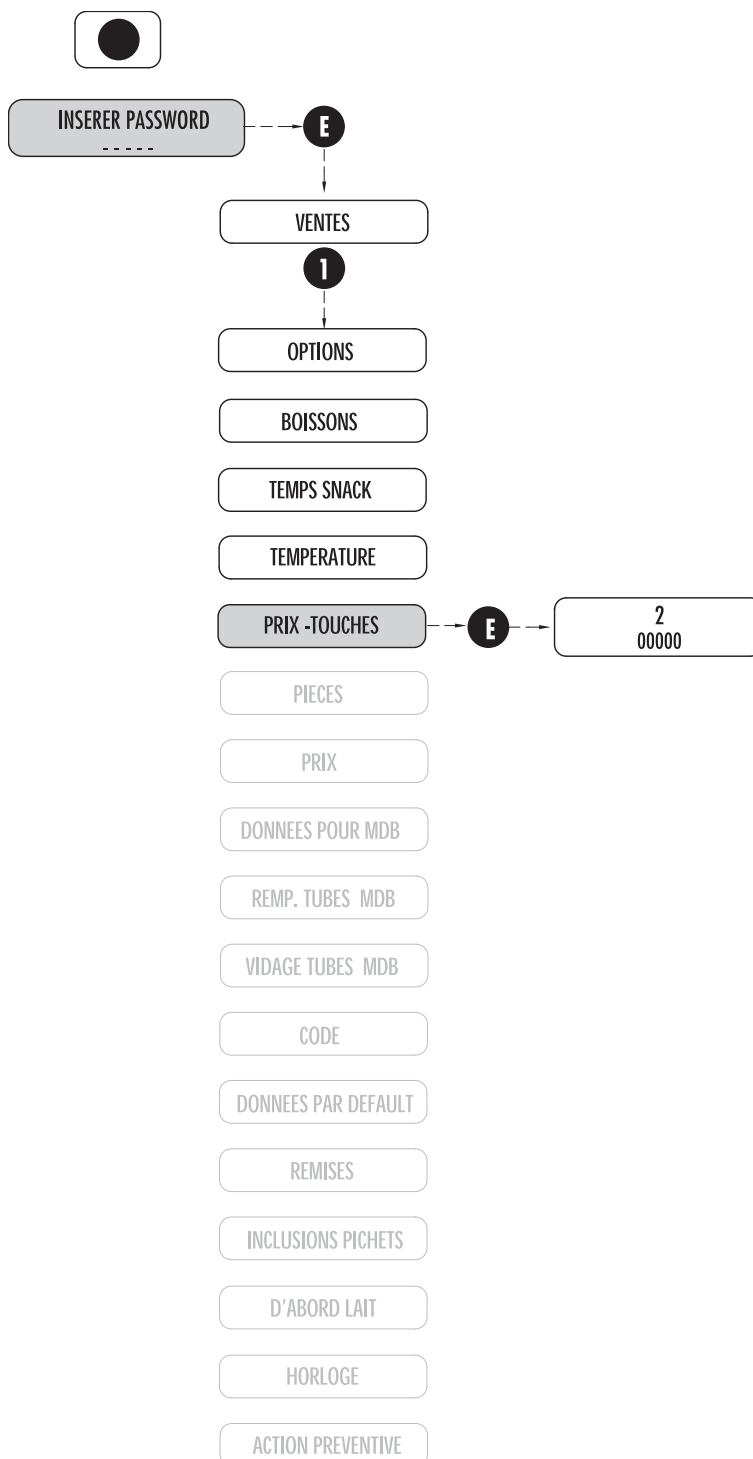 INSERER PASSWORD
- - - - -
E
VENTES
1
OPTIONS
BOISSONS
TEMPS SNACK
TEMPERATURE
PRIX -TOUCHES
E
2
00000
PIECES
PRIX
DONNEES POUR MDB
REMP. TUBES MDB
VIDAGE TUBES MDB
CODE
DONNEES PAR DEFAULT
REMISES
INCLUSIONS PICHETS
D'ABORD LAIT
HORLOGE
ACTION PREVENTIVE